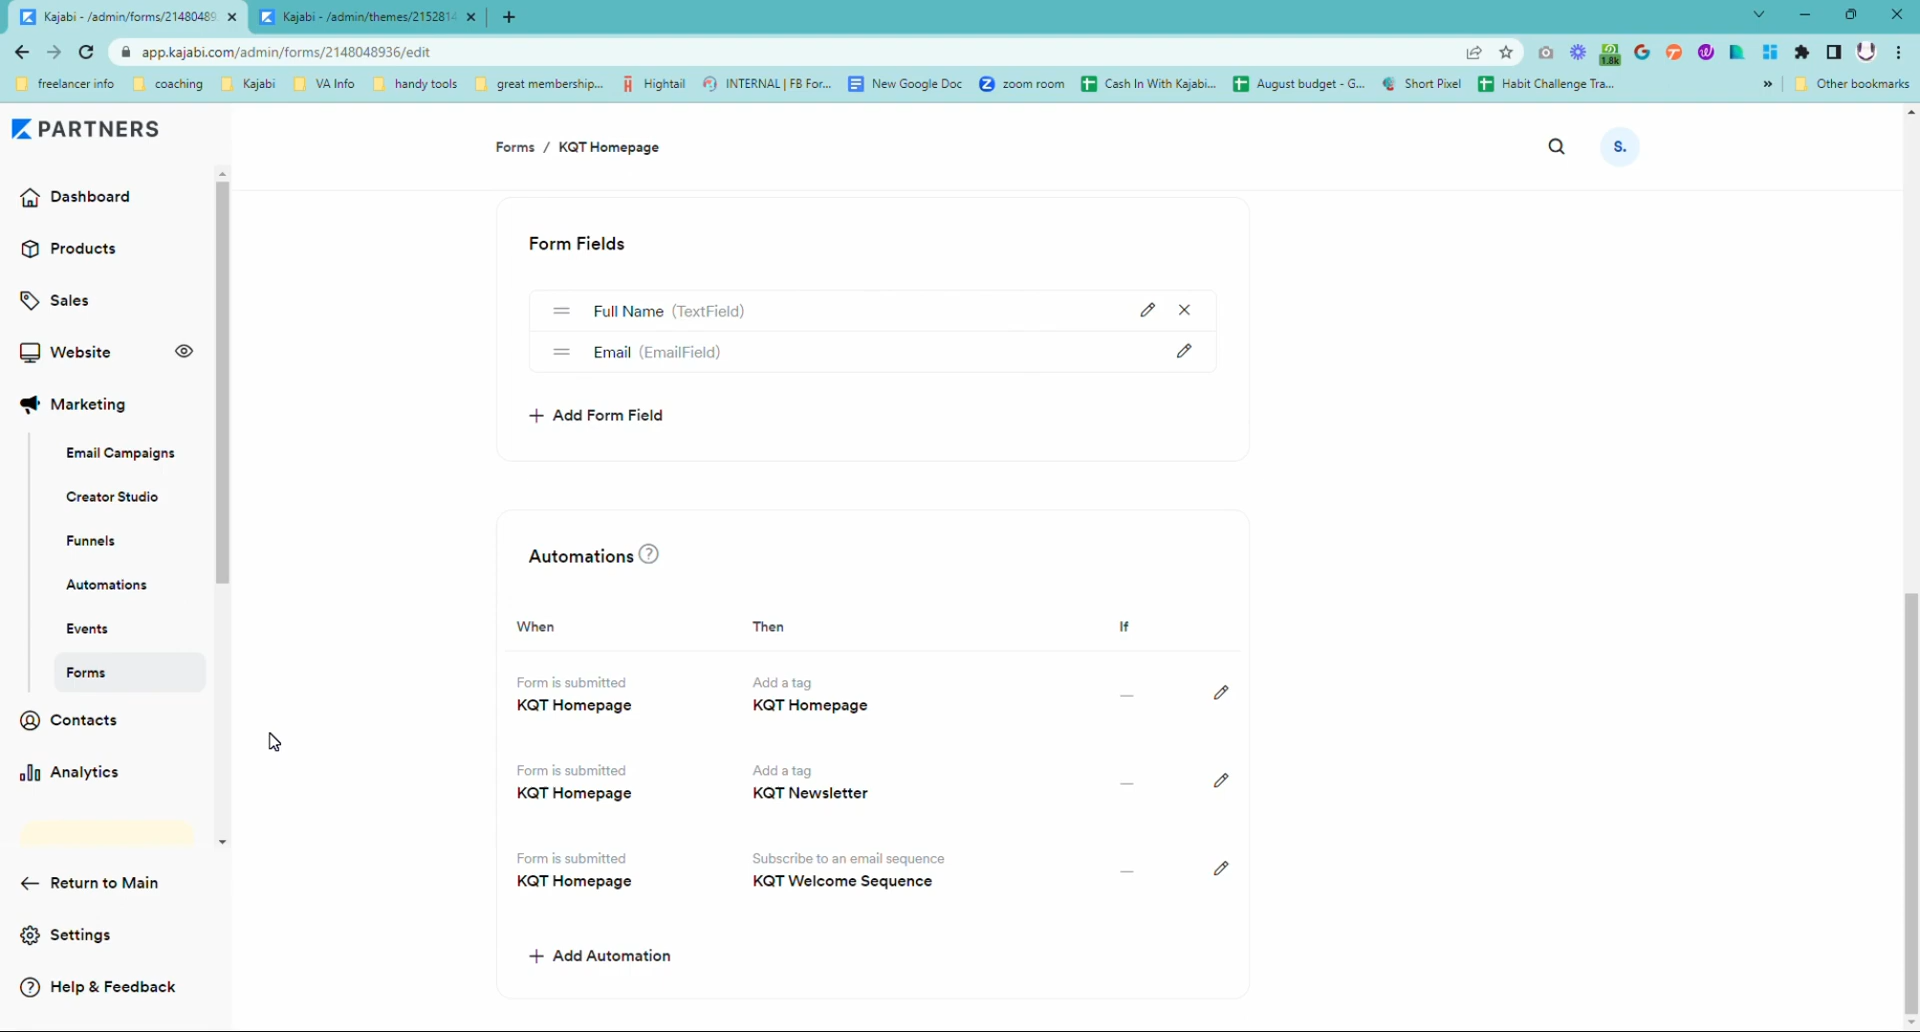 Kajabi - /admin/forms/21480489
Kajabi - /admin/themes/2152814
app.kajabi.com/admin/forms/2148048936/edit
1.8k
freelancer info
coaching
Kajabi
VA Info
handy tools
great membership...
Hightail
INTERNAL | FB For...
New Google Doc
zoom room
Cash In With Kajabi...
August budget - G...
Short Pixel
Habit Challenge Tra...
»
Other bookmarks
PARTNERS
Forms / KQT Homepage
S.
Dashboard
Products
Sales
Website
Marketing
Email Campaigns
Creator Studio
Funnels
Automations
Events
Forms
Contacts
Analytics
Return to Main
Settings
Help & Feedback
Form Fields
Full Name (TextField)
Email (EmailField)
+ Add Form Field
Automations ?
When Then If
Form is submitted Add a tag
KQT Homepage KQT Homepage —
Form is submitted Add a tag
KQT Homepage KQT Newsletter —
Form is submitted Subscribe to an email sequence
KQT Homepage KQT Welcome Sequence —
+ Add Automation